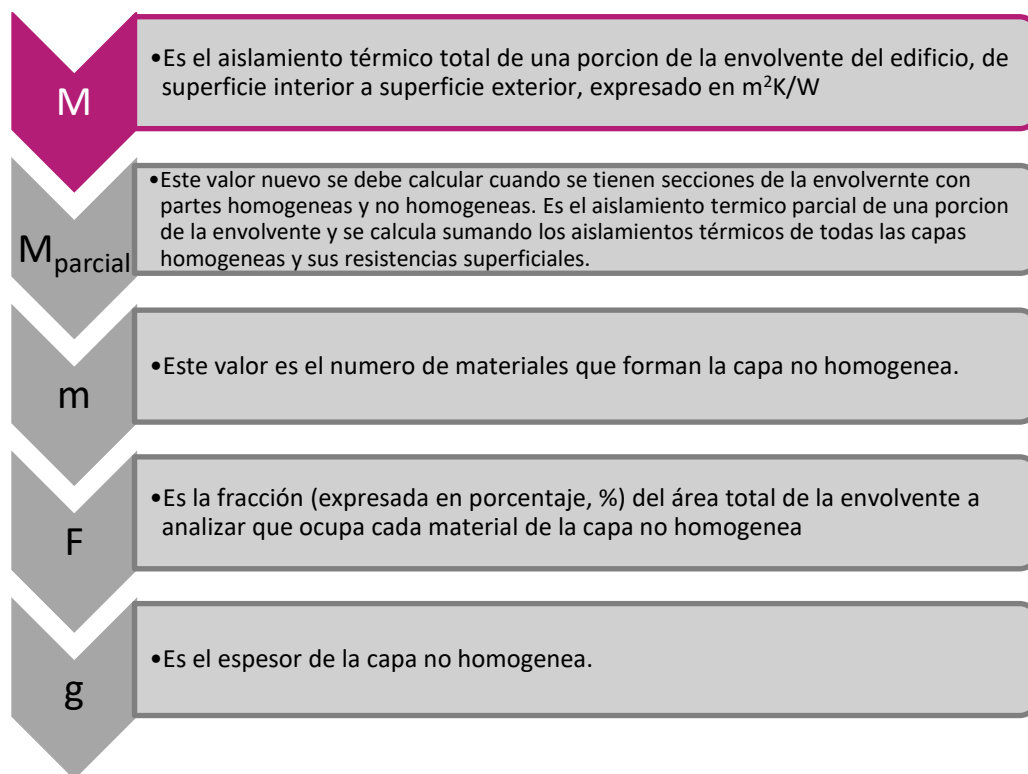 M
•Es el aislamiento térmico total de una porcion de la envolvente del edificio, de
superficie interior a superficie exterior, expresado en m²K/W
M parcial
•Este valor nuevo se debe calcular cuando se tienen secciones de la envolvernte con
partes homogeneas y no homogeneas. Es el aislamiento termico parcial de una porcion
de la envolvente y se calcula sumando los aislamientos térmicos de todas las capas
homogeneas y sus resistencias superficiales.
m
•Este valor es el numero de materiales que forman la capa no homogenea.
F
•Es la fracción (expresada en porcentaje, %) del área total de la envolvente a
analizar que ocupa cada material de la capa no homogenea
g
•Es el espesor de la capa no homogenea.